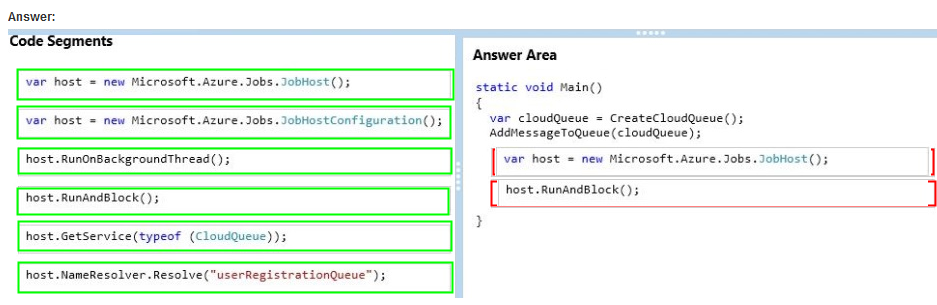 Answer:
Code Segments
var host = new Microsoft.Azure.Jobs.JobHost();
var host = new Microsoft.Azure.Jobs.JobHostConfiguration();
host.RunOnBackgroundThread();
host.RunAndBlock();
host.GetService(typeof (CloudQueue));
host.NameResolver.Resolve("userRegistrationQueue");
Answer Area
static void Main()
{
var cloudQueue = CreateCloudQueue();
AddMessageToQueue(cloudQueue);
var host = new Microsoft.Azure.Jobs.JobHost();
host.RunAndBlock();
}